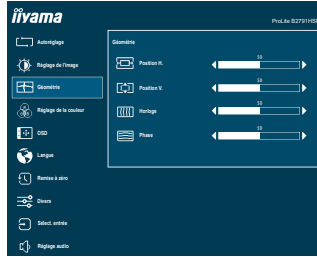 iiyama
ProLite B2791HS
Autoréglage
Réglage de l'image
Géométrie
Réglage de la couleur
OSD
Langue
Remise à zéro
Divers
Sélect. entrée
Réglage audio
Géométrie
Position H.
50
Position V.
50
Horloge
50
Phase
50